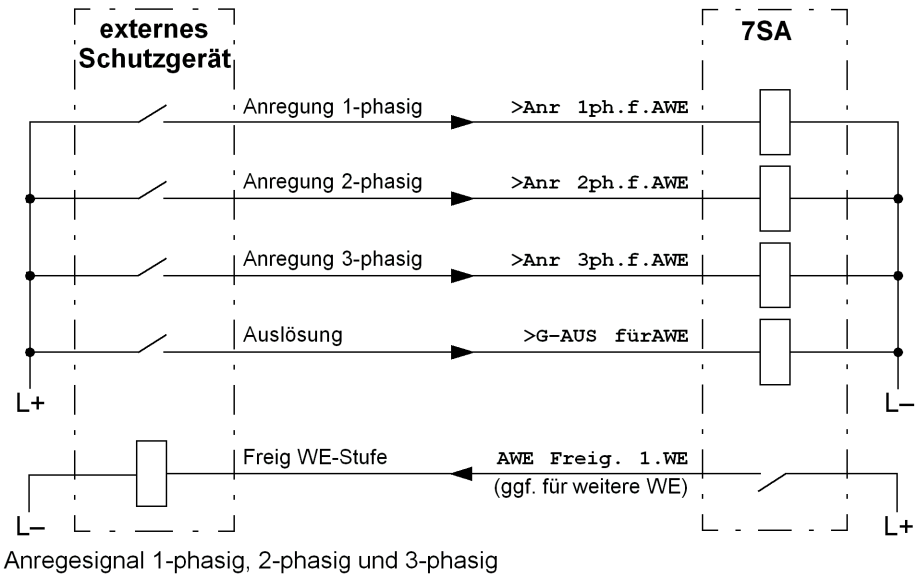 externes
Schutzgerät
7SA
Anregung 1-phasig
>Anr 1ph.f.AWE
Anregung 2-phasig
>Anr 2ph.f.AWE
Anregung 3-phasig
>Anr 3ph.f.AWE
Auslösung
>G-AUS fürAWE
L+
L–
Freig WE-Stufe
AWE Freig. 1.WE
(ggf. für weitere WE)
L–
L+
Anregesignal 1-phasig, 2-phasig und 3-phasig